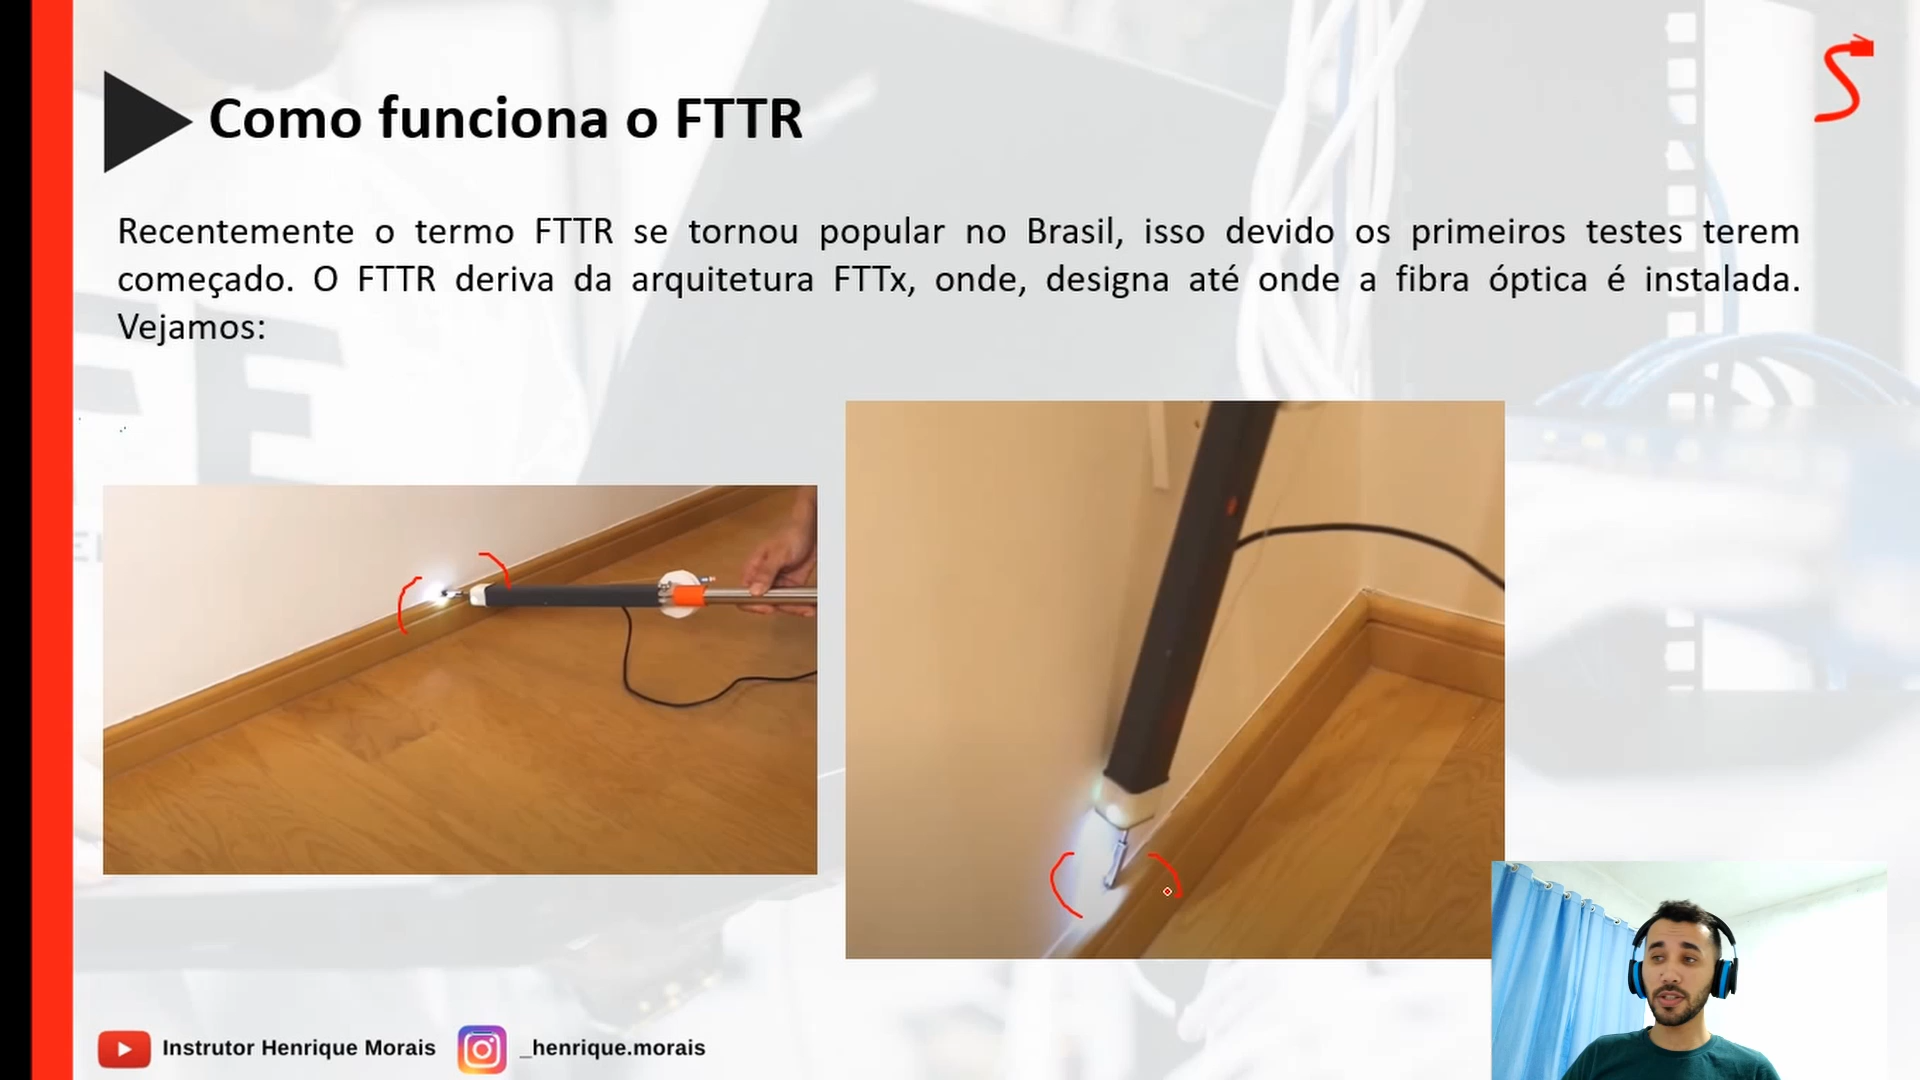 Como funciona o FTTR
Recentemente o termo FTTR se tornou popular no Brasil, isso devido os primeiros testes terem
começado. O FTTR deriva da arquitetura FTTx, onde, designa até onde a fibra óptica é instalada.
Vejamos:
Instrutor Henrique Morais
_henrique.morais